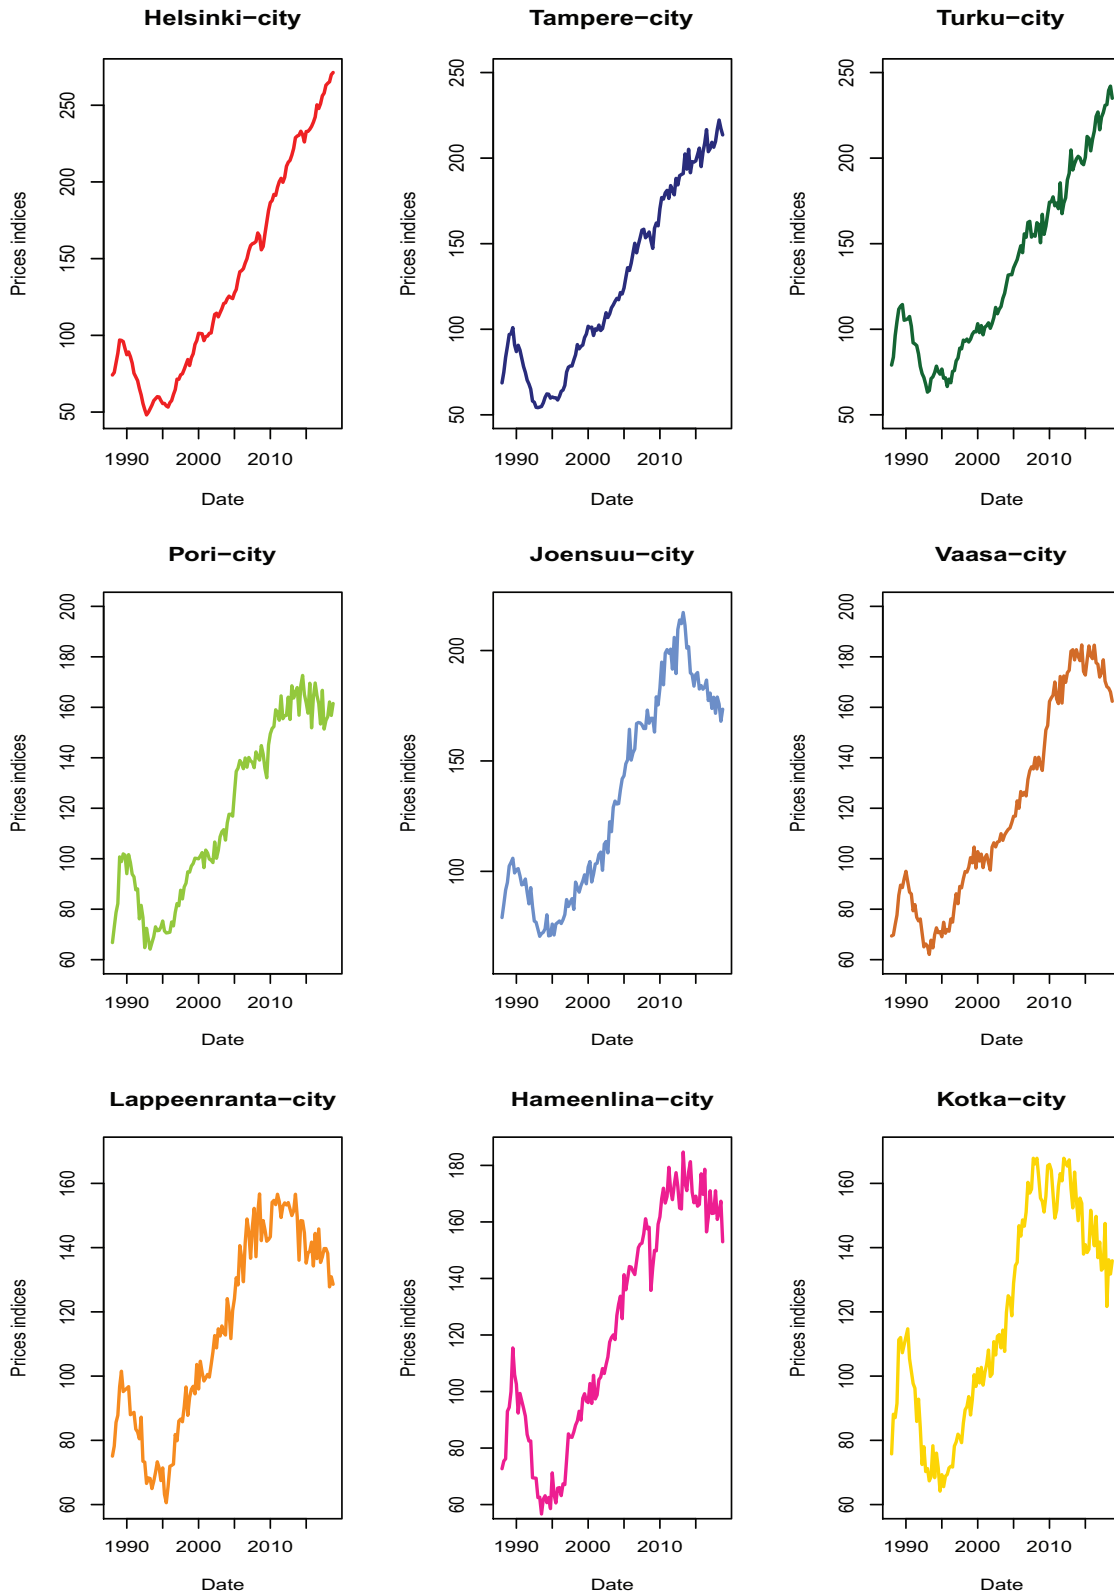 Helsinki−city
Tampere−city
Turku−city
Prices indices
50 100 150 200 250
1990 2000 2010
Date
Prices indices
50 100 150 200 250
1990 2000 2010
Date
Prices indices
50 100 150 200 250
1990 2000 2010
Date
Pori−city
Joensuu−city
Vaasa−city
Prices indices
60 80 100 120 140 160 180 200
1990 2000 2010
Date
Prices indices
100 150 200
1990 2000 2010
Date
Prices indices
60 80 100 120 140 160 180 200
1990 2000 2010
Date
Lappeenranta−city
Hameenlina−city
Kotka−city
Prices indices
60 80 100 120 140 160
1990 2000 2010
Date
Prices indices
60 80 100 120 140 160 180
1990 2000 2010
Date
Prices indices
60 80 100 120 140 160
1990 2000 2010
Date